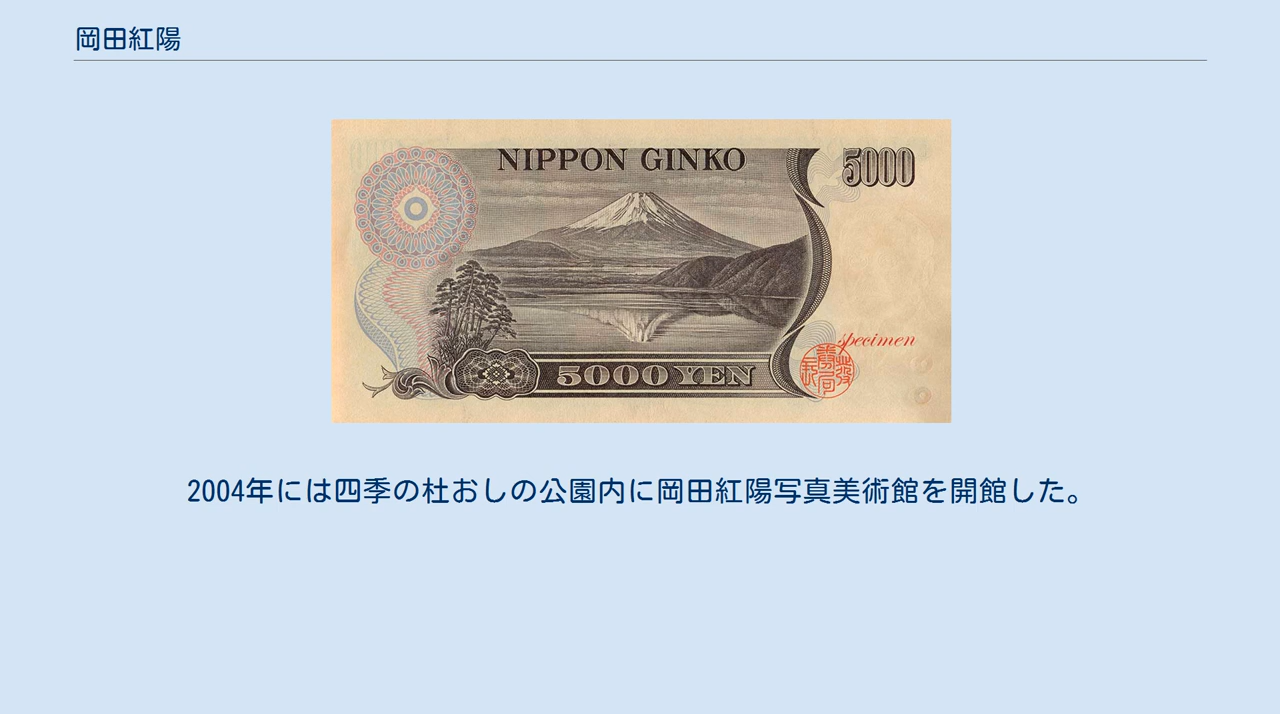 岡田紅陽
NIPPON GINKO
5000
specimen
5000 YEN
2004年には四季の杜おしの公園内に岡田紅陽写真美術館を開館した。